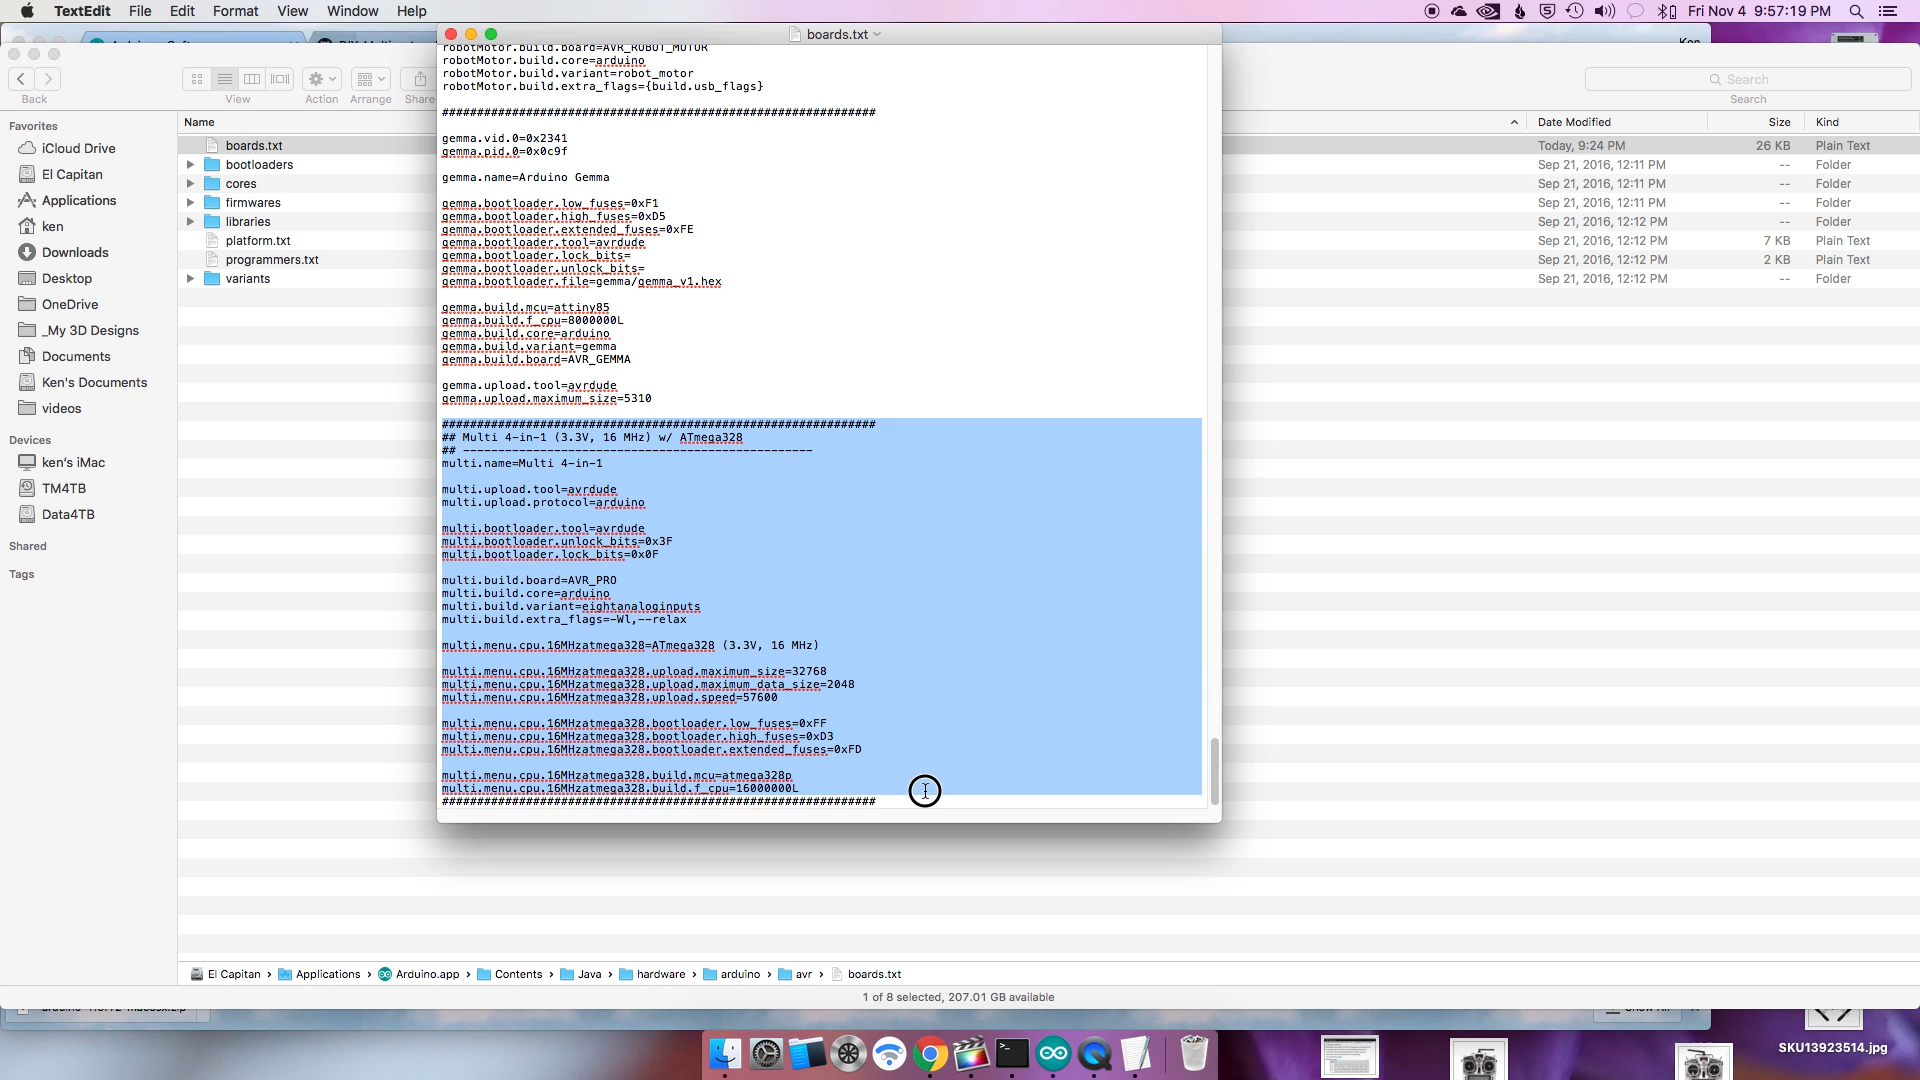 TextEdit File Edit Format View Window Help
Fri Nov 4 9:57:19 PM
boards.txt
Ken
Back
View
Action
Arrange
Share
Search
Search
Favorites
iCloud Drive
El Capitan
Applications
ken
Downloads
Desktop
OneDrive
_My 3D Designs
Documents
Ken's Documents
videos
Devices
ken's iMac
TM4TB
Data4TB
Shared
Tags
Name
boards.txt
bootloaders
cores
firmwares
libraries
platform.txt
programmers.txt
variants
robotMotor.build.board=AVR_ROBOT_MOTOR
robotMotor.build.core=arduino
robotMotor.build.variant=robot_motor
robotMotor.build.extra_flags={build.usb_flags}
##############################################################
gemma.vid.0=0x2341
gemma.pid.0=0x0c9f
gemma.name=Arduino Gemma
gemma.bootloader.low_fuses=0xF1
gemma.bootloader.high_fuses=0xD5
gemma.bootloader.extended_fuses=0xFE
gemma.bootloader.tool=avrdude
gemma.bootloader.lock_bits=
gemma.bootloader.unlock_bits=
gemma.bootloader.file=gemma/gemma_v1.hex
gemma.build.mcu=attiny85
gemma.build.f_cpu=8000000L
gemma.build.core=arduino
gemma.build.variant=gemma
gemma.build.board=AVR_GEMMA
gemma.upload.tool=avrdude
gemma.upload.maximum_size=5310
##############################################################
## Multi 4-in-1 (3.3V, 16 MHz) w/ ATmega328
## --------------------------------------------------
multi.name=Multi 4-in-1
multi.upload.tool=avrdude
multi.upload.protocol=arduino
multi.bootloader.tool=avrdude
multi.bootloader.unlock_bits=0x3F
multi.bootloader.lock_bits=0x0F
multi.build.board=AVR_PRO
multi.build.core=arduino
multi.build.variant=eightanaloginputs
multi.build.extra_flags=-Wl,--relax
multi.menu.cpu.16MHzatmega328=ATmega328 (3.3V, 16 MHz)
multi.menu.cpu.16MHzatmega328.upload.maximum_size=32768
multi.menu.cpu.16MHzatmega328.upload.maximum_data_size=2048
multi.menu.cpu.16MHzatmega328.upload.speed=57600
multi.menu.cpu.16MHzatmega328.bootloader.low_fuses=0xFF
multi.menu.cpu.16MHzatmega328.bootloader.high_fuses=0xD3
multi.menu.cpu.16MHzatmega328.bootloader.extended_fuses=0xFD
multi.menu.cpu.16MHzatmega328.build.mcu=atmega328p
multi.menu.cpu.16MHzatmega328.build.f_cpu=16000000L
##############################################################
Date Modified Size Kind
Today, 9:24 PM 26 KB Plain Text
Sep 21, 2016, 12:11 PM -- Folder
Sep 21, 2016, 12:11 PM -- Folder
Sep 21, 2016, 12:11 PM -- Folder
Sep 21, 2016, 12:12 PM -- Folder
Sep 21, 2016, 12:12 PM 7 KB Plain Text
Sep 21, 2016, 12:12 PM 2 KB Plain Text
Sep 21, 2016, 12:12 PM -- Folder
El Capitan › Applications › Arduino.app › Contents › Java › hardware › arduino › avr › boards.txt
1 of 8 selected, 207.01 GB available
SKU13923514.jpg